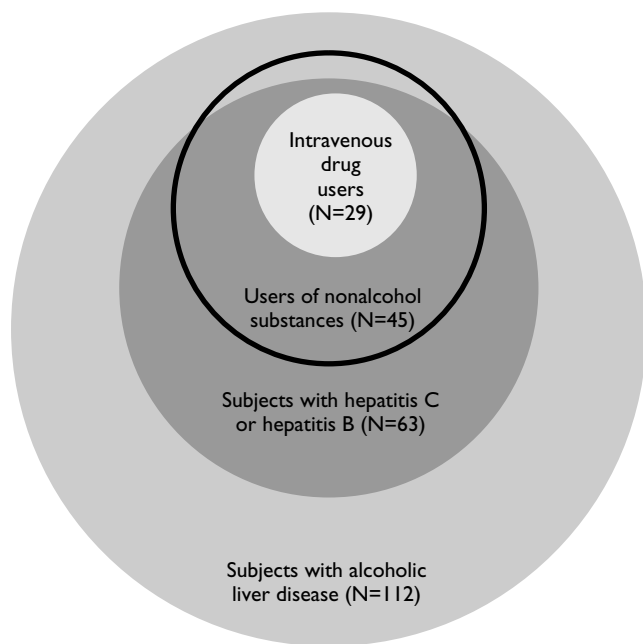 Intravenous
drug
users
(N=29)
Users of nonalcohol
substances (N=45)
Subjects with hepatitis C
or hepatitis B (N=63)
Subjects with alcoholic
liver disease (N=112)